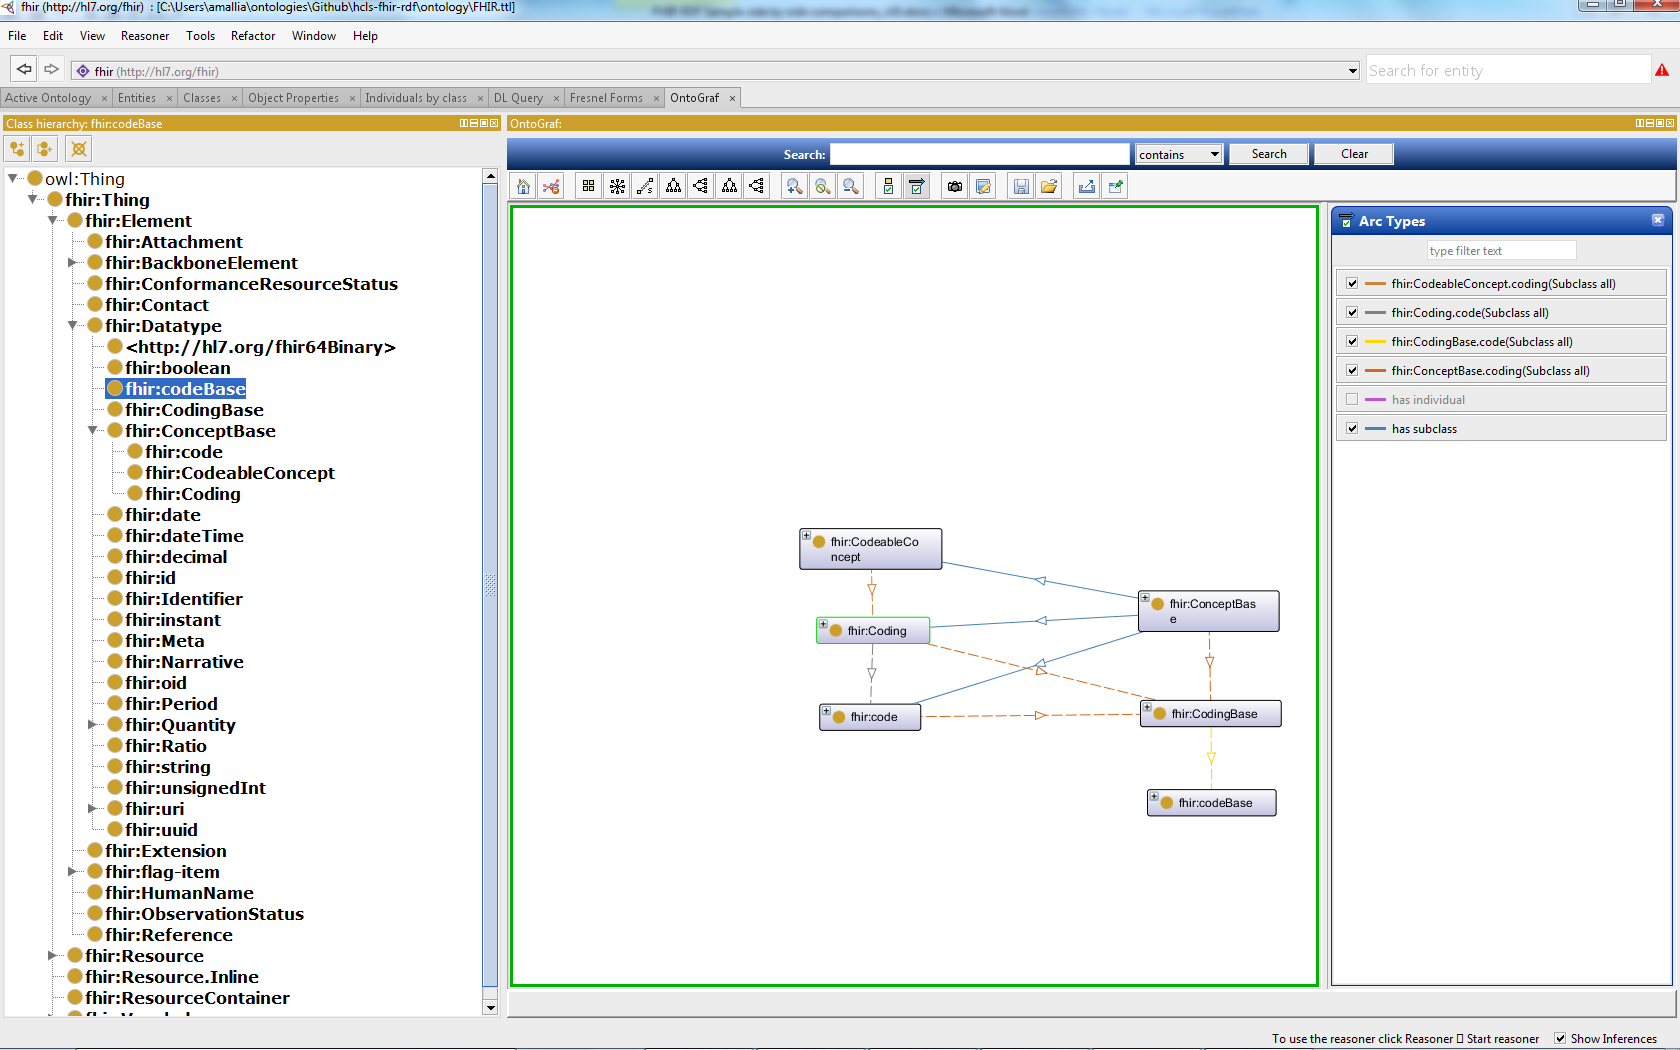 fhir (http://hl7.org/fhir) : [C:\Users\amallia\ontologies\Github\hcls-fhir-rdf\ontology\FHIR.ttl]
File Edit View Reasoner Tools Refactor Window Help
fhir (http://hl7.org/fhir)
Search for entity
Active Ontology × Entities × Classes × Object Properties × Individuals by class × DL Query × Fresnel Forms × OntoGraf ×
Class hierarchy: fhir:codeBase
owl:Thing
fhir:Thing
fhir:Element
fhir:Attachment
fhir:BackboneElement
fhir:ConformanceResourceStatus
fhir:Contact
fhir:Datatype
<http://hl7.org/fhir64Binary>
fhir:boolean
fhir:codeBase
fhir:CodingBase
fhir:ConceptBase
fhir:code
fhir:CodeableConcept
fhir:Coding
fhir:date
fhir:dateTime
fhir:decimal
fhir:id
fhir:Identifier
fhir:instant
fhir:Meta
fhir:Narrative
fhir:oid
fhir:Period
fhir:Quantity
fhir:Ratio
fhir:string
fhir:unsignedInt
fhir:uri
fhir:uuid
fhir:Extension
fhir:flag-item
fhir:HumanName
fhir:ObservationStatus
fhir:Reference
fhir:Resource
fhir:Resource.Inline
fhir:ResourceContainer
OntoGraf:
Search: contains Search Clear
fhir:CodeableCo
ncept
fhir:ConceptBas
e
fhir:Coding
fhir:code
fhir:CodingBase
fhir:codeBase
Arc Types
type filter text
fhir:CodeableConcept.coding(Subclass all)
fhir:Coding.code(Subclass all)
fhir:CodingBase.code(Subclass all)
fhir:ConceptBase.coding(Subclass all)
has individual
has subclass
To use the reasoner click Reasoner Start reasoner Show Inferences